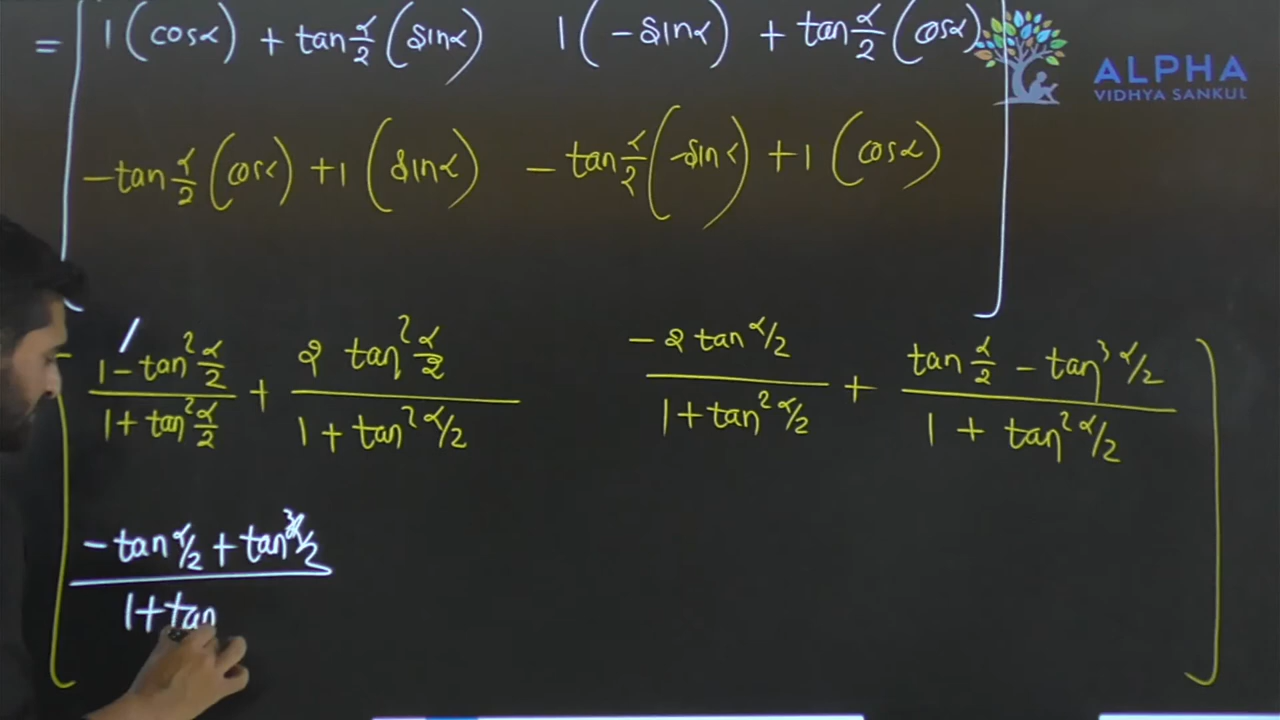 = [ 1 (cosα) + tan α/2 (sinα) 1 (-sinα) + tan α/2 (cosα)
ALPHA
VIDHYA SANKUL
-tan α/2 (cosα) + 1 (sinα) - tan α/2 (-sinα) + 1 (cosα) ]
[ (1 - tan² α/2)/(1 + tan² α/2) + (2 tan² α/2)/(1 + tan² α/2) (-2 tan α/2)/(1 + tan² α/2) + (tan α/2 - tan³ α/2)/(1 + tan² α/2)
(-tan α/2 + tan³ α/2)/(1 + tan ]